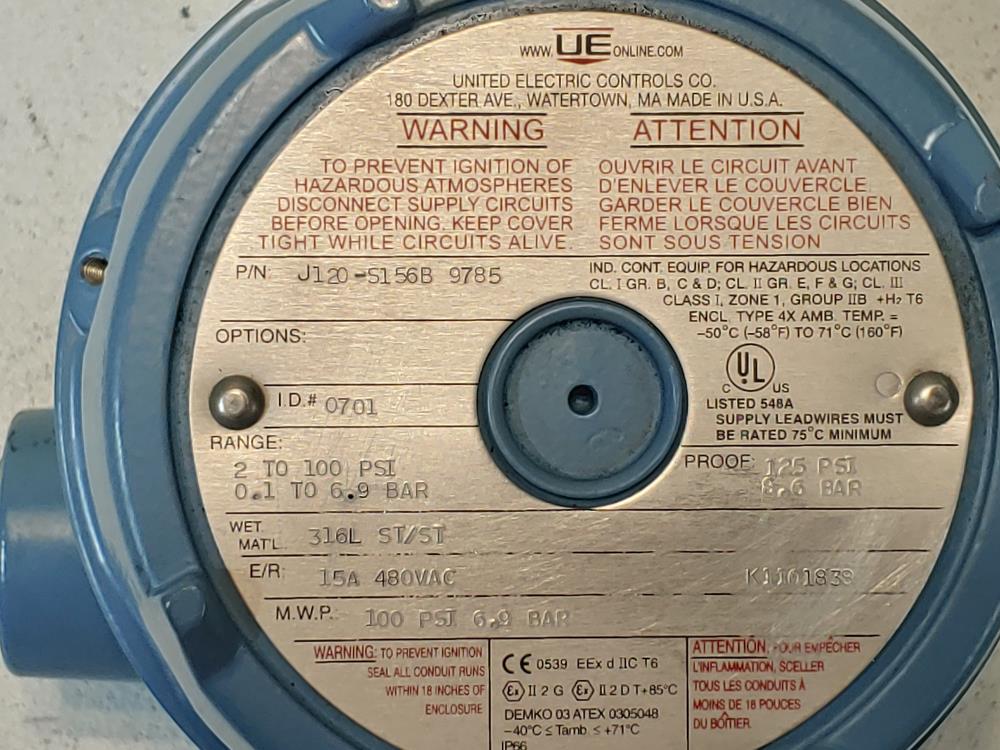 WWW. UE ONLINE.COM
UNITED ELECTRIC CONTROLS CO.
180 DEXTER AVE., WATERTOWN, MA MADE IN U.S.A.
WARNING
TO PREVENT IGNITION OF
HAZARDOUS ATMOSPHERES
DISCONNECT SUPPLY CIRCUITS
BEFORE OPENING. KEEP COVER
TIGHT WHILE CIRCUITS ALIVE.
ATTENTION
OUVRIR LE CIRCUIT AVANT
D'ENLEVER LE COUVERCLE.
GARDER LE COUVERCLE BIEN
FERME LORSQUE LES CIRCUITS
SONT SOUS TENSION
P/N: J120-S156B 9785
IND. CONT. EQUIP. FOR HAZARDOUS LOCATIONS
CL. I GR. B, C & D; CL. II GR. E, F & G; CL. III
CLASS I, ZONE 1, GROUP IIB +H₂ T6
ENCL. TYPE 4X AMB. TEMP. =
-50°C (-58°F) TO 71°C (160°F)
OPTIONS:
C UL US
LISTED 548A
SUPPLY LEADWIRES MUST
BE RATED 75°C MINIMUM
I.D.# 0701
RANGE:
2 TO 100 PSI
0.1 TO 6.9 BAR
PROOF: 125 PSI
8.6 BAR
WET.
MAT'L. 316L ST/ST
E/R: 15A 480VAC
K1101838
M.W.P.: 100 PSI 6.9 BAR
WARNING: TO PREVENT IGNITION
SEAL ALL CONDUIT RUNS
WITHIN 18 INCHES OF
ENCLOSURE
CE 0539 EEx d IIC T6
Ex II 2 G Ex II 2 D T+85°C
DEMKO 03 ATEX 0305048
-40°C ≤ Tamb. ≤ +71°C
IP66
ATTENTION, POUR EMPÊCHER
L'INFLAMMATION, SCELLER
TOUS LES CONDUITS À
MOINS DE 18 POUCES
DU BOÎTIER.